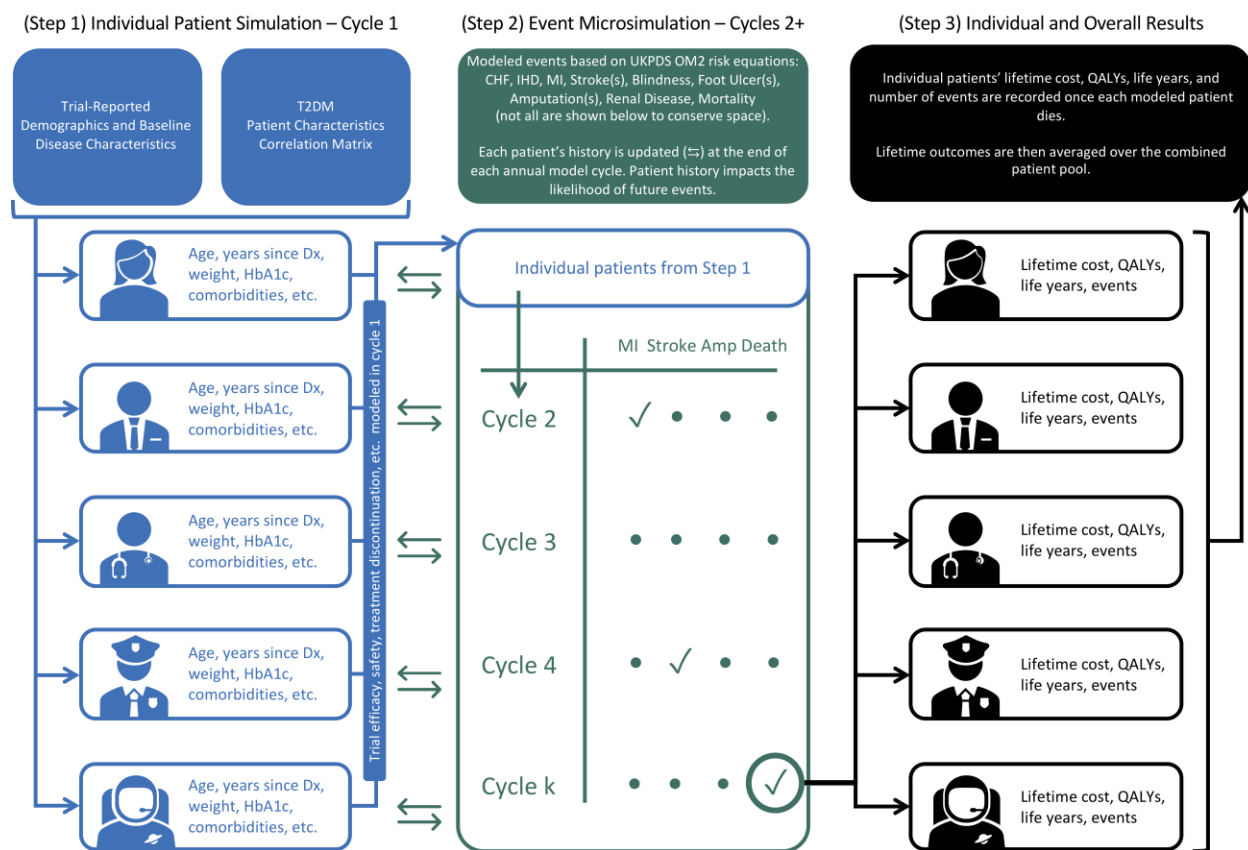 (Step 1) Individual Patient Simulation – Cycle 1
Trial-Reported
Demographics and Baseline
Disease Characteristics
T2DM
Patient Characteristics
Correlation Matrix
Age, years since Dx,
weight, HbA1c,
comorbidities, etc.
Age, years since Dx,
weight, HbA1c,
comorbidities, etc.
Age, years since Dx,
weight, HbA1c,
comorbidities, etc.
Age, years since Dx,
weight, HbA1c,
comorbidities, etc.
Age, years since Dx,
weight, HbA1c,
comorbidities, etc.
Trial efficacy, safety, treatment discontinuation, etc. modeled in cycle 1
(Step 2) Event Microsimulation – Cycles 2+
Modeled events based on UKPDS OM2 risk equations:
CHF, IHD, MI, Stroke(s), Blindness, Foot Ulcer(s),
Amputation(s), Renal Disease, Mortality
(not all are shown below to conserve space).
Each patient's history is updated (⇆) at the end of
each annual model cycle. Patient history impacts the
likelihood of future events.
Individual patients from Step 1
MI Stroke Amp Death
Cycle 2 ✓ • • •
Cycle 3 • • • •
Cycle 4 • ✓ • •
Cycle k • • • ✓
(Step 3) Individual and Overall Results
Individual patients' lifetime cost, QALYs, life years, and
number of events are recorded once each modeled patient
dies.
Lifetime outcomes are then averaged over the combined
patient pool.
Lifetime cost, QALYs,
life years, events
Lifetime cost, QALYs,
life years, events
Lifetime cost, QALYs,
life years, events
Lifetime cost, QALYs,
life years, events
Lifetime cost, QALYs,
life years, events